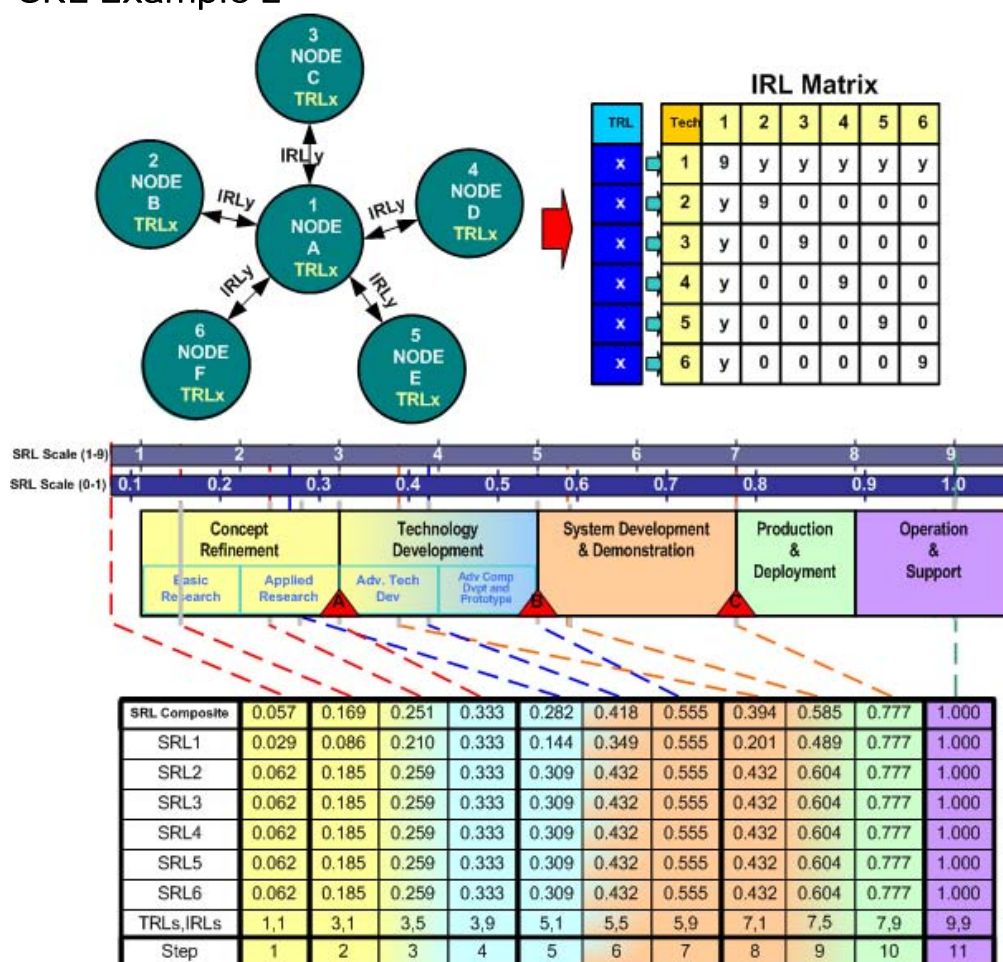 SRL Example 2
3
NODE
C
TRLx
2
NODE
B
TRLx
IRLy
IRLy
1
NODE
A
TRLx
IRLy
4
NODE
D
TRLx
IRLy
IRLy
6
NODE
F
TRLx
5
NODE
E
TRLx
IRL Matrix
TRL Tech 1 2 3 4 5 6
x 1 9 y y y y y
x 2 y 9 0 0 0 0
x 3 y 0 9 0 0 0
x 4 y 0 0 9 0 0
x 5 y 0 0 0 9 0
x 6 y 0 0 0 0 9
SRL Scale (1-9) 1 2 3 4 5 6 7 8 9
SRL Scale (0-1) 0.1 0.2 0.3 0.4 0.5 0.6 0.7 0.8 0.9 1.0
Concept
Refinement
Technology
Development
System Development
& Demonstration
Production
&
Deployment
Operation
&
Support
Basic
Research
Applied
Research
Adv. Tech
Dev
Adv Comp
Dvpt and
Prototype
A
B
C
SRL Composite 0.057 0.169 0.251 0.333 0.282 0.418 0.555 0.394 0.585 0.777 1.000
SRL1 0.029 0.086 0.210 0.333 0.144 0.349 0.555 0.201 0.489 0.777 1.000
SRL2 0.062 0.185 0.259 0.333 0.309 0.432 0.555 0.432 0.604 0.777 1.000
SRL3 0.062 0.185 0.259 0.333 0.309 0.432 0.555 0.432 0.604 0.777 1.000
SRL4 0.062 0.185 0.259 0.333 0.309 0.432 0.555 0.432 0.604 0.777 1.000
SRL5 0.062 0.185 0.259 0.333 0.309 0.432 0.555 0.432 0.604 0.777 1.000
SRL6 0.062 0.185 0.259 0.333 0.309 0.432 0.555 0.432 0.604 0.777 1.000
TRLs,IRLs 1,1 3,1 3,5 3,9 5,1 5,5 5,9 7,1 7,5 7,9 9,9
Step 1 2 3 4 5 6 7 8 9 10 11